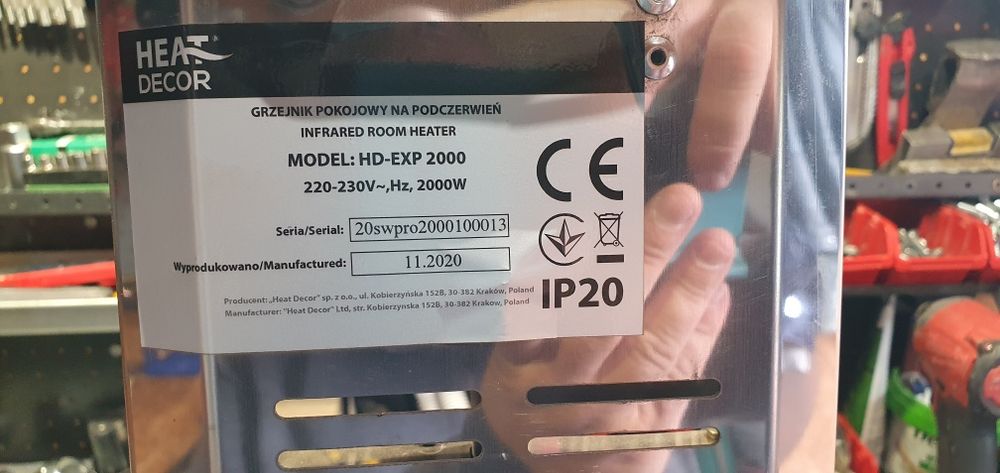 HEAT
DECOR
GRZEJNIK POKOJOWY NA PODCZERWIEŃ
INFRARED ROOM HEATER
MODEL: HD-EXP 2000
220-230V~,Hz, 2000W
Seria/Serial: 20swpro2000100013
Wyprodukowano/Manufactured: 11.2020
Producent: „Heat Decor" sp. z o.o., ul. Kobierzyńska 152B, 30-382 Kraków, Poland
Manufacturer: "Heat Decor" Ltd, str. Kobierzynska 152B, 30-382 Krakow, Poland
CE
IP20